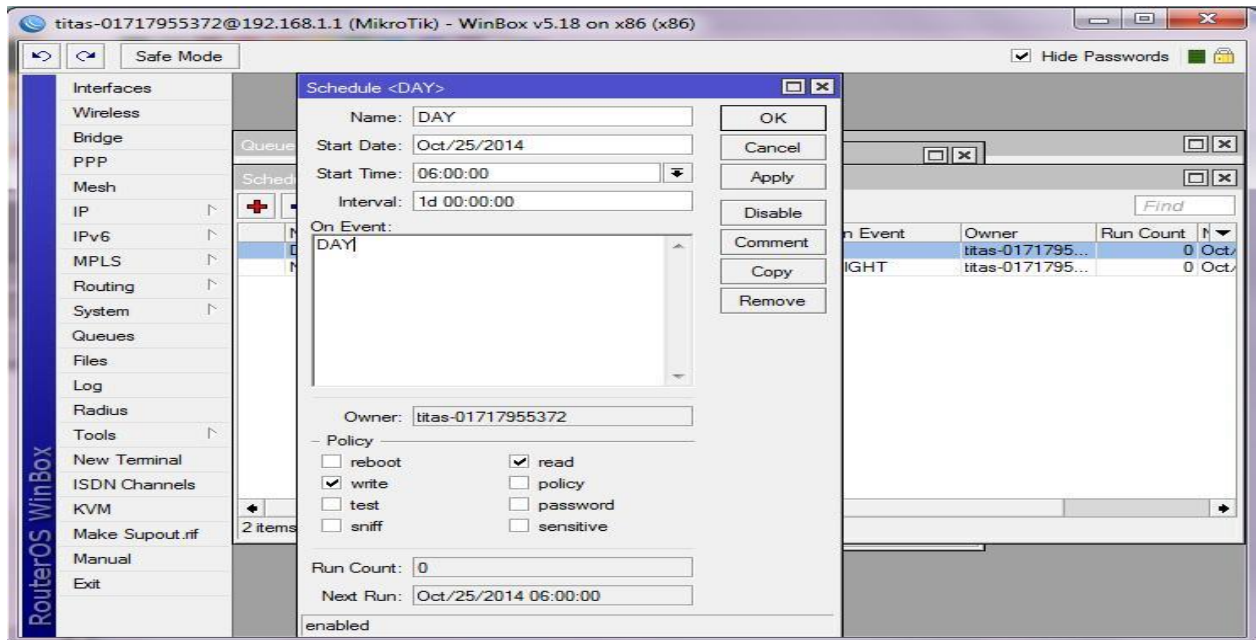 titas-01717955372@192.168.1.1 (MikroTik) - WinBox v5.18 on x86 (x86)
Safe Mode
Hide Passwords
RouterOS WinBox
Interfaces
Wireless
Bridge
PPP
Mesh
IP
IPv6
MPLS
Routing
System
Queues
Files
Log
Radius
Tools
New Terminal
ISDN Channels
KVM
Make Supout.rif
Manual
Exit
Schedule <DAY>
Name: DAY
Start Date: Oct/25/2014
Start Time: 06:00:00
Interval: 1d 00:00:00
On Event:
DAY
Owner: titas-01717955372
Policy
reboot read
write policy
test password
sniff sensitive
Run Count: 0
Next Run: Oct/25/2014 06:00:00
enabled
OK
Cancel
Apply
Disable
Comment
Copy
Remove
Queue
Sched
Find
n Event Owner Run Count N
titas-0171795... 0 Oct/
IGHT titas-0171795... 0 Oct/
2 items